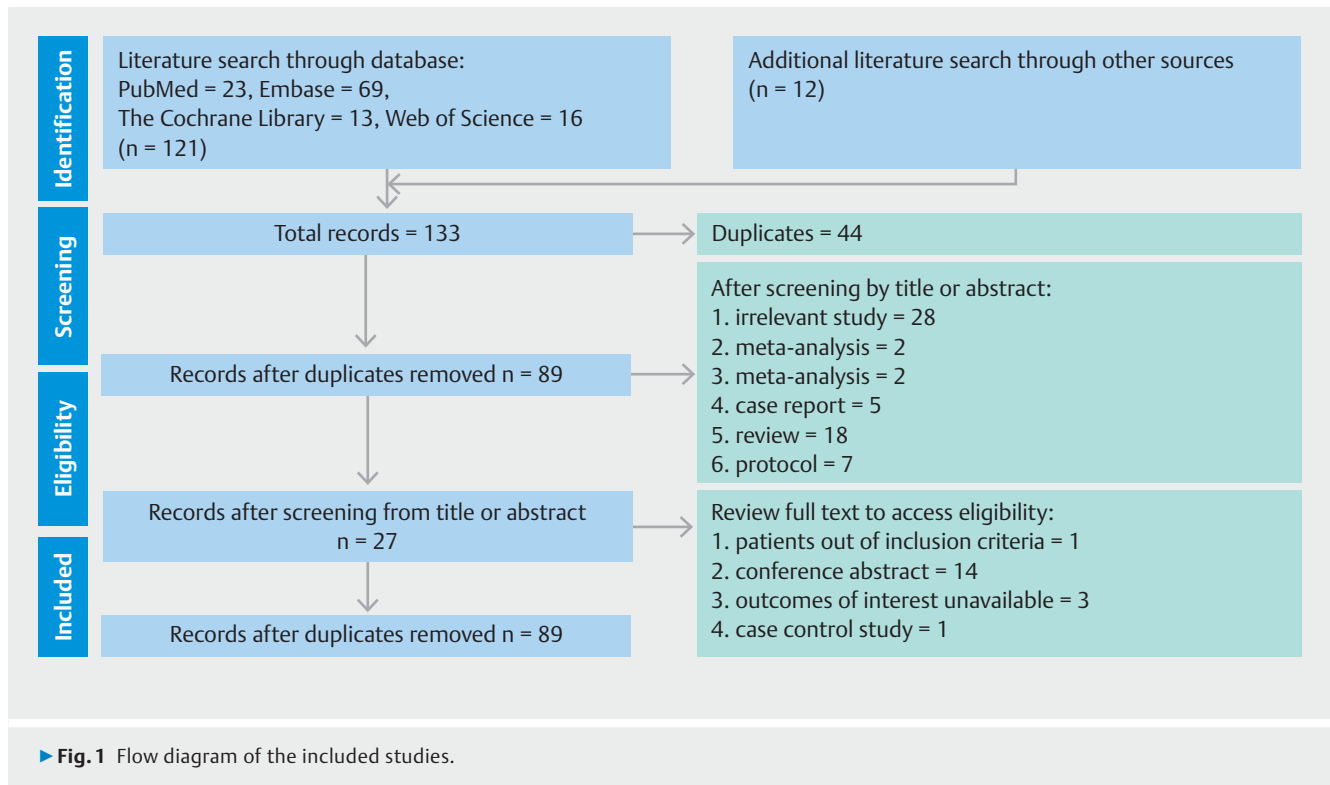 Identification
Literature search through database:
PubMed = 23, Embase = 69,
The Cochrane Library = 13, Web of Science = 16
(n = 121)
Additional literature search through other sources
(n = 12)
Screening
Total records = 133
Duplicates = 44
After screening by title or abstract:
1. irrelevant study = 28
2. meta-analysis = 2
3. meta-analysis = 2
4. case report = 5
5. review = 18
6. protocol = 7
Records after duplicates removed n = 89
Eligibility
Records after screening from title or abstract
n = 27
Review full text to access eligibility:
1. patients out of inclusion criteria = 1
2. conference abstract = 14
3. outcomes of interest unavailable = 3
4. case control study = 1
Included
Records after duplicates removed n = 89
▶ Fig. 1 Flow diagram of the included studies.